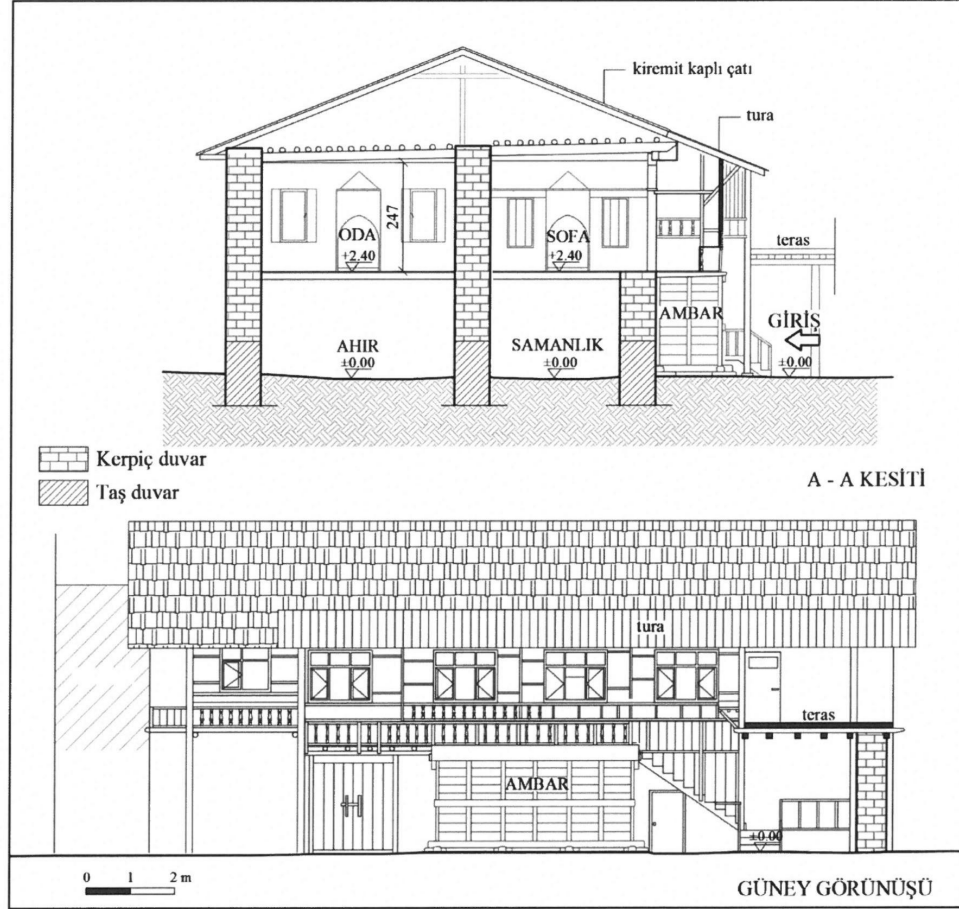 kiremit kaplı çatı
tura
247
ODA
+2.40
SOFA
+2.40
teras
AMBAR
GİRİŞ
AHIR
±0.00
SAMANLIK
±0.00
±0.00
Kerpiç duvar
Taş duvar
A - A KESİTİ
tura
teras
AMBAR
±0.00
0 1 2 m
GÜNEY GÖRÜNÜŞÜ